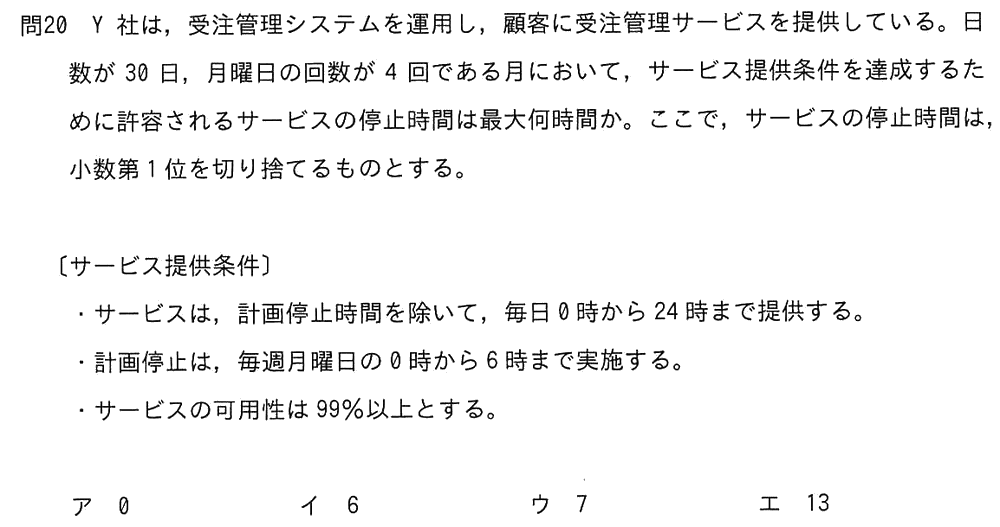 問20 Y 社は，受注管理システムを運用し，顧客に受注管理サービスを提供している。日
数が 30 日，月曜日の回数が 4 回である月において，サービス提供条件を達成するた
めに許容されるサービスの停止時間は最大何時間か。ここで，サービスの停止時間は，
小数第1位を切り捨てるものとする。
〔サービス提供条件〕
・サービスは，計画停止時間を除いて，毎日0時から24時まで提供する。
・計画停止は，毎週月曜日の0時から6時まで実施する。
・サービスの可用性は99％以上とする。
ア 0 イ 6 ウ 7 エ 13